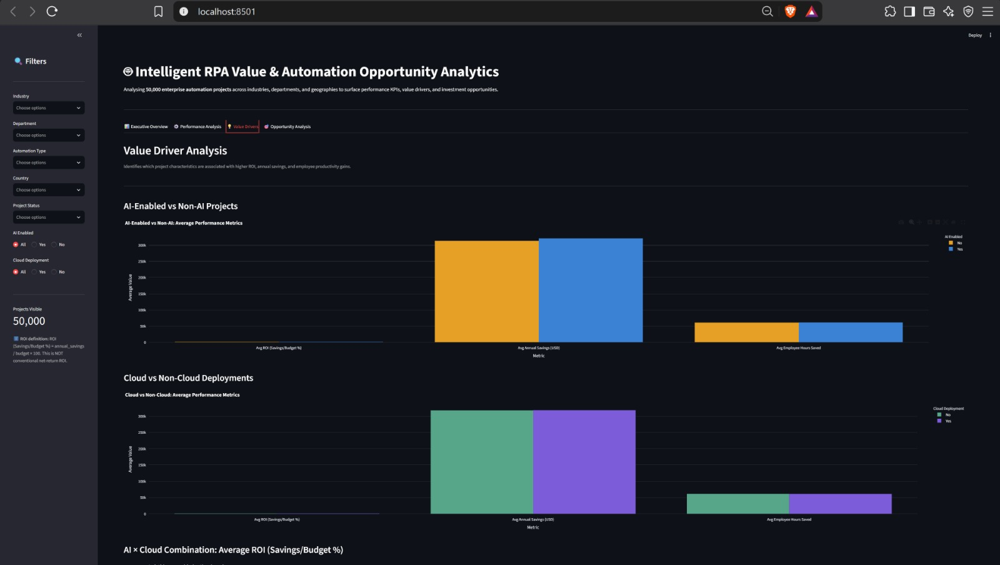 localhost:8501
Deploy
Filters
Industry
Choose options
Department
Choose options
Automation Type
Choose options
Country
Choose options
Project Status
Choose options
AI Enabled
All Yes No
Cloud Deployment
All Yes No
Projects Visible
50,000
ROI definition: ROI
(Savings/Budget %) = annual_savings
/ budget × 100. This is NOT
conventional net-return ROI.
Intelligent RPA Value & Automation Opportunity Analytics
Analysing 50,000 enterprise automation projects across industries, departments, and geographies to surface performance KPIs, value drivers, and investment opportunities.
Executive Overview Performance Analysis Value Drivers Opportunity Analysis
Value Driver Analysis
Identifies which project characteristics are associated with higher ROI, annual savings, and employee productivity gains.
AI-Enabled vs Non-AI Projects
AI-Enabled vs Non-AI: Average Performance Metrics
AI Enabled
No
Yes
Average Value
300k
250k
200k
150k
100k
50k
0
Avg ROI (Savings/Budget %) Avg Annual Savings (USD) Avg Employee Hours Saved
Metric
Cloud vs Non-Cloud Deployments
Cloud vs Non-Cloud: Average Performance Metrics
Cloud Deployment
No
Yes
Average Value
300k
250k
200k
150k
100k
50k
0
Avg ROI (Savings/Budget %) Avg Annual Savings (USD) Avg Employee Hours Saved
Metric
AI × Cloud Combination: Average ROI (Savings/Budget %)